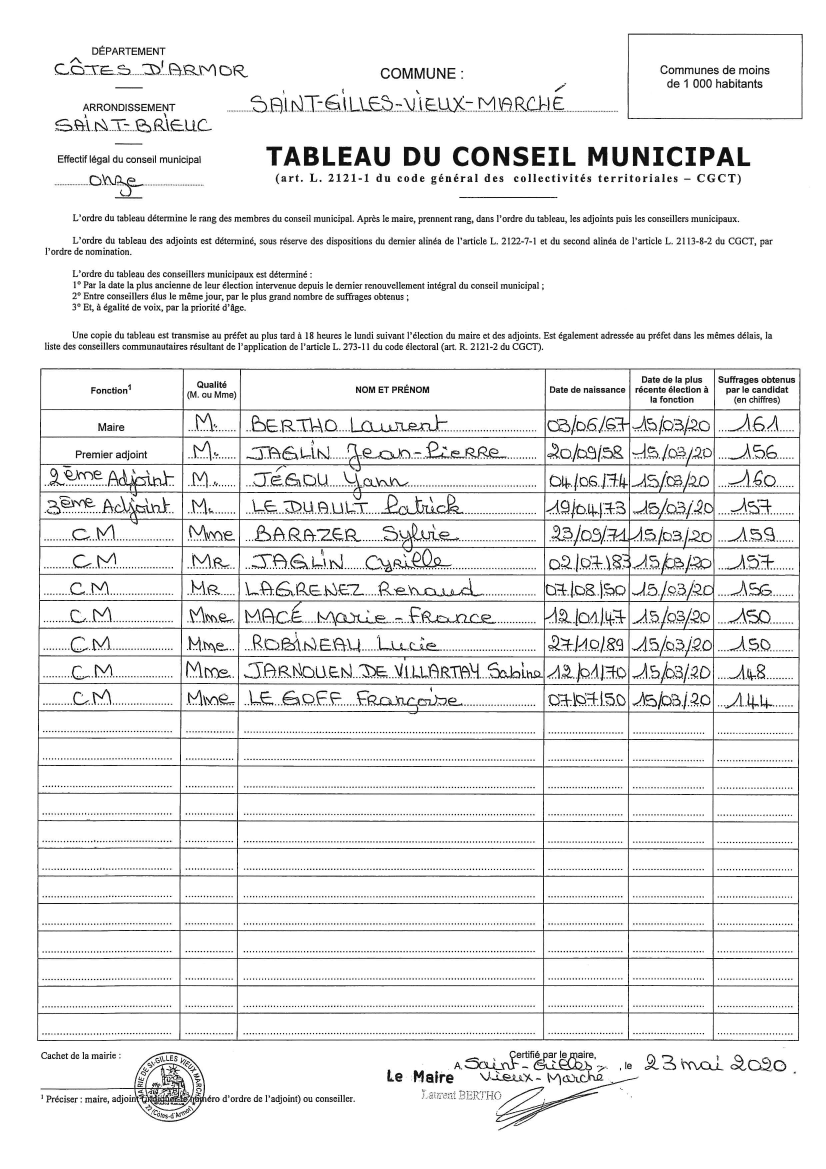 DÉPARTEMENT
CÔTES D'ARMOR
COMMUNE :
Communes de moins
de 1 000 habitants
ARRONDISSEMENT
SAINT-BRIEUC
SAINT-GILLES-VIEUX-MARCHÉ
Effectif légal du conseil municipal
onze
TABLEAU DU CONSEIL MUNICIPAL
(art. L. 2121-1 du code général des collectivités territoriales – CGCT)
L'ordre du tableau détermine le rang des membres du conseil municipal. Après le maire, prennent rang, dans l'ordre du tableau, les adjoints puis les conseillers municipaux.
L'ordre du tableau des adjoints est déterminé, sous réserve des dispositions du dernier alinéa de l'article L. 2122-7-1 et du second alinéa de l'article L. 2113-8-2 du CGCT, par
l'ordre de nomination.
L'ordre du tableau des conseillers municipaux est déterminé :
1° Par la date la plus ancienne de leur élection intervenue depuis le dernier renouvellement intégral du conseil municipal ;
2° Entre conseillers élus le même jour, par le plus grand nombre de suffrages obtenus ;
3° Et, à égalité de voix, par la priorité d'âge.
Une copie du tableau est transmise au préfet au plus tard à 18 heures le lundi suivant l'élection du maire et des adjoints. Est également adressée au préfet dans les mêmes délais, la
liste des conseillers communautaires résultant de l'application de l'article L. 273-11 du code électoral (art. R. 2121-2 du CGCT).
Fonction¹ Qualité (M. ou Mme) NOM ET PRÉNOM Date de naissance Date de la plus récente élection à la fonction Suffrages obtenus par le candidat (en chiffres)
Maire M. BERTHO Laurent 03/06/67 15/03/20 161
Premier adjoint M. JAGLIN Jean-Pierre 20/09/58 15/03/20 156
2ème Adjoint M. JÉGOU Yann 04/06/74 15/03/20 160
3ème Adjoint M. LE DUAULT Patrick 19/04/73 15/03/20 157
C M Mme BARAZER Sylvie 23/09/71 15/03/20 159
C M MR JAGLIN Cyrille 02/07/83 15/03/20 157
C M MR LAGRENEZ Renaud 07/08/50 15/03/20 156
C M Mme MACÉ Marie-France 12/01/47 15/03/20 150
C M Mme ROBINEAU Lucie 27/10/89 15/03/20 150
C M Mme JARNOUEN DE VILLARTAY Sabine 12/01/70 15/03/20 148
C M Mme LE GOFF Françoise 07/07/50 15/03/20 144
Cachet de la mairie :
Certifié par le maire,
A Saint-Gilles-Vieux-Marché, le 23 mai 2020.
Le Maire
Laurent BERTHO
MAIRIE DE ST-GILLES VIEUX MARCHÉ
22 (Côtes-d'Armor)
¹ Préciser : maire, adjoint (indiquer le numéro d'ordre de l'adjoint) ou conseiller.